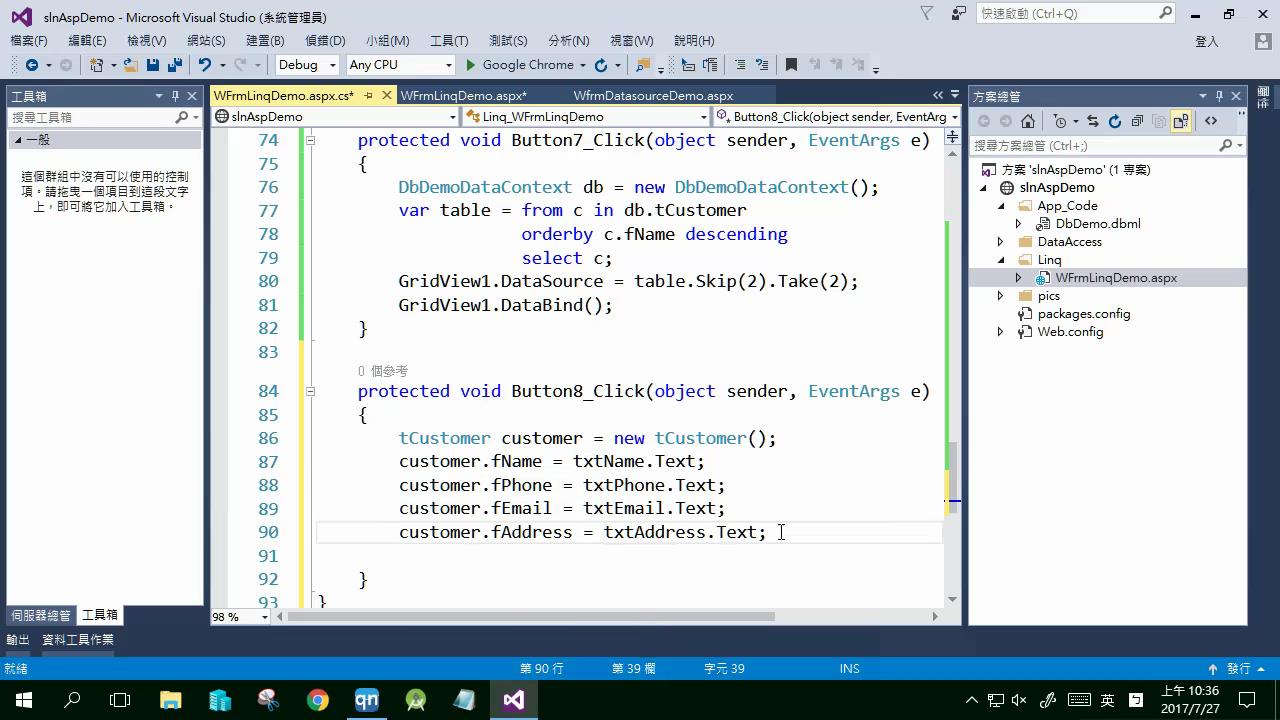 slnAspDemo - Microsoft Visual Studio (系統管理員)
快速啟動 (Ctrl+Q)
檔案(F) 編輯(E) 檢視(V) 網站(S) 建置(B) 偵錯(D) 小組(M) 工具(T) 測試(S) 分析(N) 視窗(W) 說明(H) 登入
Debug Any CPU Google Chrome
工具箱
搜尋工具箱
一般
這個群組中沒有可以使用的控制
項。請拖曳一個項目到這段文字
上，即可將它加入工具箱。
伺服器總管 工具箱
WFrmLinqDemo.aspx.cs* WFrmLinqDemo.aspx* WfrmDatasourceDemo.aspx
slnAspDemo Linq_WFrmLinqDemo Button8_Click(object sender, EventArg
74 protected void Button7_Click(object sender, EventArgs e)
75 {
76 DbDemoDataContext db = new DbDemoDataContext();
77 var table = from c in db.tCustomer
78 orderby c.fName descending
79 select c;
80 GridView1.DataSource = table.Skip(2).Take(2);
81 GridView1.DataBind();
82 }
83
0 個參考
84 protected void Button8_Click(object sender, EventArgs e)
85 {
86 tCustomer customer = new tCustomer();
87 customer.fName = txtName.Text;
88 customer.fPhone = txtPhone.Text;
89 customer.fEmail = txtEmail.Text;
90 customer.fAddress = txtAddress.Text;
91
92 }
93 }
98 %
方案總管
搜尋方案總管 (Ctrl+;)
方案 'slnAspDemo' (1 專案)
slnAspDemo
App_Code
DbDemo.dbml
DataAccess
Linq
WFrmLinqDemo.aspx
pics
packages.config
Web.config
輸出 資料工具作業
就緒 第 90 行 第 39 欄 字元 39 INS 發行
qn
英
上午 10:36
2017/7/27